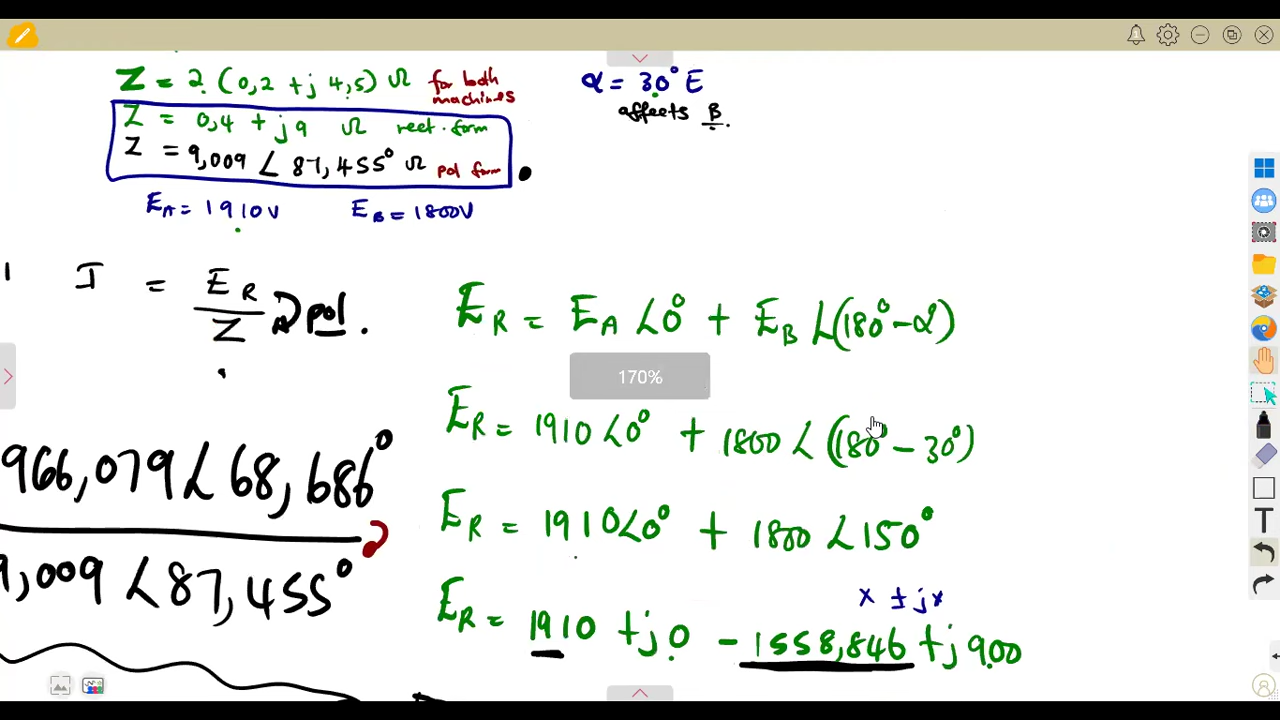 Z = 2 (0,2 + j 4,5) Ω for both machines
α = 30° E
affects B
Z = 0,4 + j9 Ω rect. form
Z = 9,009 ∠ 87,455° Ω pol form
E_A = 1910V E_B = 1800V
1 I = E_R / Z pol.
E_R = E_A ∠0° + E_B ∠(180° - α)
170%
E_R = 1910 ∠0° + 1800 ∠ (180° - 30°)
966,079 ∠ 68,686°
9,009 ∠ 87,455°
E_R = 1910∠0° + 1800 ∠150°
x ± jx
E_R = 1910 + j0 - 1558,846 + j900
T